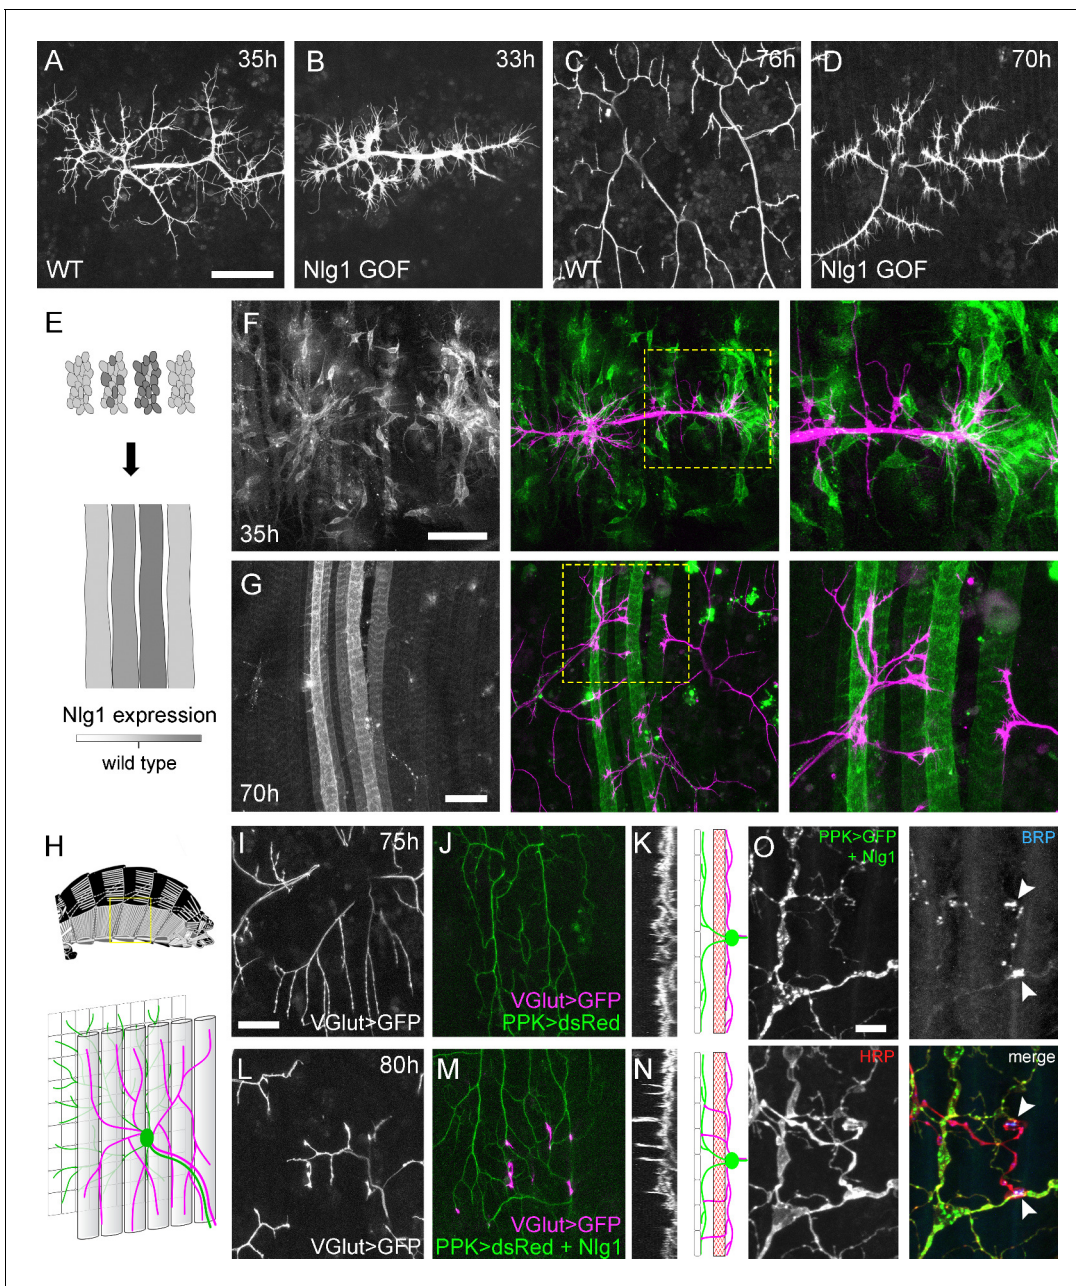 A
35h
WT
B
33h
Nlg1 GOF
C
76h
WT
D
70h
Nlg1 GOF
E
Nlg1 expression
wild type
F
35h
G
70h
H
I
75h
VGlut>GFP
J
VGlut>GFP
PPK>dsRed
K
L
80h
VGlut>GFP
M
VGlut>GFP
PPK>dsRed + Nlg1
N
O
PPK>GFP
+ Nlg1
BRP
HRP
merge